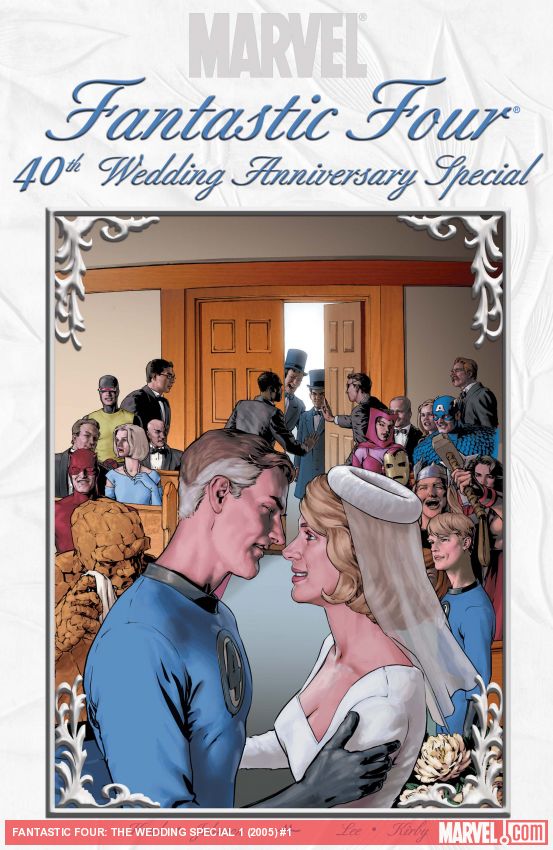 MARVEL®
Fantastic Four®
40th Wedding Anniversary Special
A
4
Lee • Kirby
FANTASTIC FOUR: THE WEDDING SPECIAL 1 (2005) #1
MARVEL.com